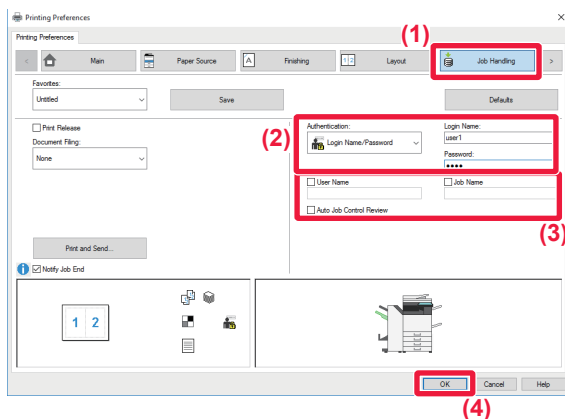 Printing Preferences
Printing Preferences
(1)
Main
Paper Source
A
Finishing
1 2
Layout
Job Handling
Favorites:
Untitled
Save
Defaults
Print Release
Document Filing:
None
(2)
Authentication:
Login Name/Password
Login Name:
user1
Password:
••••
User Name
Job Name
Auto Job Control Review
(3)
Print and Send...
Notify Job End
1 2
OK
Cancel
Help
(4)